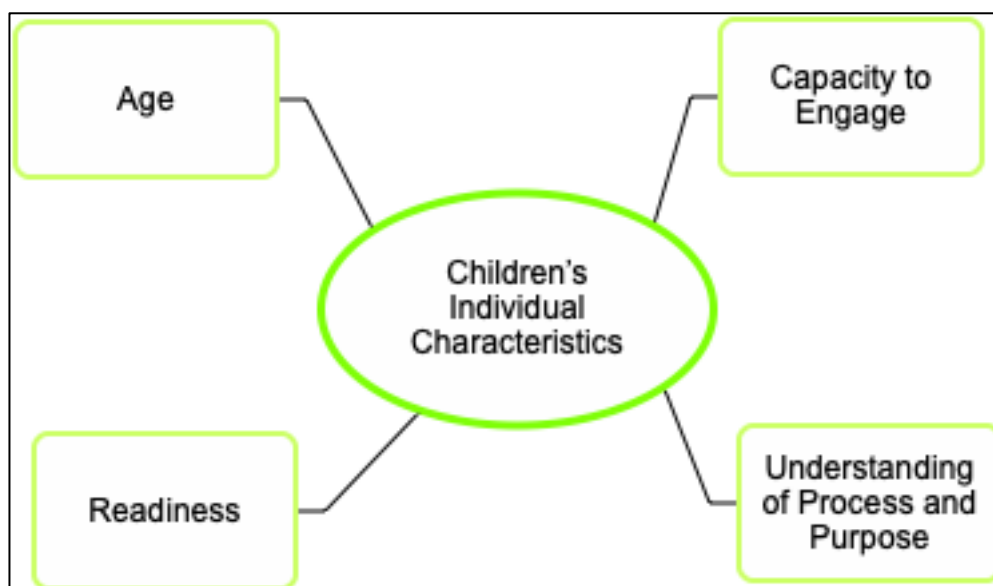 Age
Capacity to
Engage
Children's
Individual
Characteristics
Readiness
Understanding
of Process and
Purpose